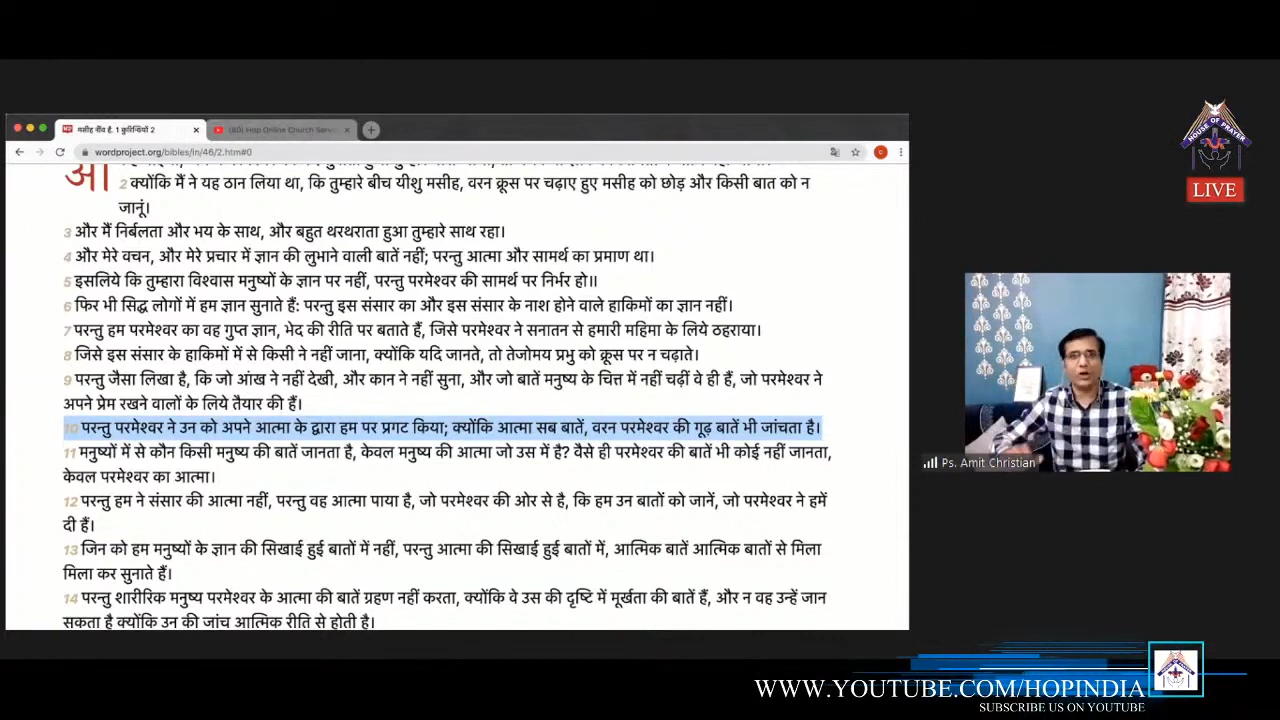 HOUSE OF PRAYER
LIVE
मसीह नींव है. 1 कुरिन्थियों 2
(80) Hop Online Church Serv
wordproject.org/bibles/in/46/2.htm#0
2 क्योंकि मैं ने यह ठान लिया था, कि तुम्हारे बीच यीशु मसीह, वरन क्रूस पर चढ़ाए हुए मसीह को छोड़ और किसी बात को न
जानूं।
3 और मैं निर्बलता और भय के साथ, और बहुत थरथराता हुआ तुम्हारे साथ रहा।
4 और मेरे वचन, और मेरे प्रचार में ज्ञान की लुभाने वाली बातें नहीं; परन्तु आत्मा और सामर्थ का प्रमाण था।
5 इसलिये कि तुम्हारा विश्वास मनुष्यों के ज्ञान पर नहीं, परन्तु परमेश्वर की सामर्थ पर निर्भर हो॥
6 फिर भी सिद्ध लोगों में हम ज्ञान सुनाते हैं: परन्तु इस संसार का और इस संसार के नाश होने वाले हाकिमों का ज्ञान नहीं।
7 परन्तु हम परमेश्वर का वह गुप्त ज्ञान, भेद की रीति पर बताते हैं, जिसे परमेश्वर ने सनातन से हमारी महिमा के लिये ठहराया।
8 जिसे इस संसार के हाकिमों में से किसी ने नहीं जाना, क्योंकि यदि जानते, तो तेजोमय प्रभु को क्रूस पर न चढ़ाते।
9 परन्तु जैसा लिखा है, कि जो आंख ने नहीं देखी, और कान ने नहीं सुना, और जो बातें मनुष्य के चित्त में नहीं चढ़ीं वे ही हैं, जो परमेश्वर ने
अपने प्रेम रखने वालों के लिये तैयार की हैं।
10 परन्तु परमेश्वर ने उन को अपने आत्मा के द्वारा हम पर प्रगट किया; क्योंकि आत्मा सब बातें, वरन परमेश्वर की गूढ़ बातें भी जांचता है।
11 मनुष्यों में से कौन किसी मनुष्य की बातें जानता है, केवल मनुष्य की आत्मा जो उस में है? वैसे ही परमेश्वर की बातें भी कोई नहीं जानता,
केवल परमेश्वर का आत्मा।
12 परन्तु हम ने संसार की आत्मा नहीं, परन्तु वह आत्मा पाया है, जो परमेश्वर की ओर से है, कि हम उन बातों को जानें, जो परमेश्वर ने हमें
दी हैं।
13 जिन को हम मनुष्यों के ज्ञान की सिखाई हुई बातों में नहीं, परन्तु आत्मा की सिखाई हुई बातों में, आत्मिक बातें आत्मिक बातों से मिला
मिला कर सुनाते हैं।
14 परन्तु शारीरिक मनुष्य परमेश्वर के आत्मा की बातें ग्रहण नहीं करता, क्योंकि वे उस की दृष्टि में मूर्खता की बातें हैं, और न वह उन्हें जान
सकता है क्योंकि उन की जांच आत्मिक रीति से होती है।
Ps. Amit Christian
WWW.YOUTUBE.COM/HOPINDIA
SUBSCRIBE US ON YOUTUBE